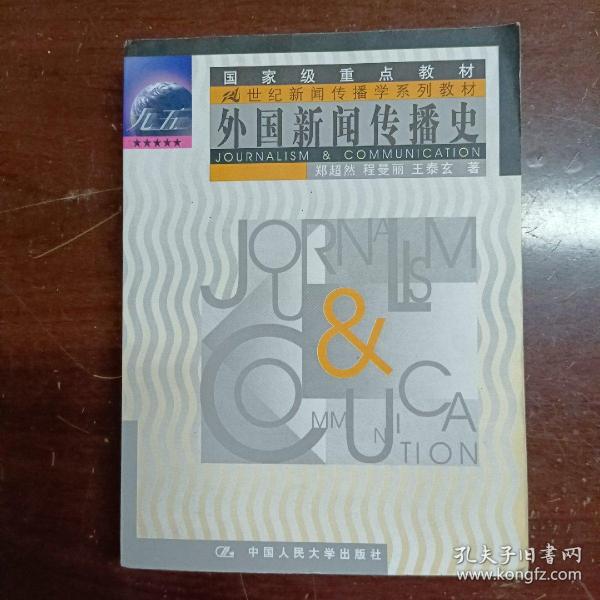 国家级重点教材
九五
★★★★★
21世纪新闻传播学系列教材
外国新闻传播史
JOURNALISM & COMMUNICATION
郑超然 程曼丽 王泰玄 著
JOURNALISM
&
COMMUNICATION
中国人民大学出版社
孔夫子旧书网
www.kongfz.com